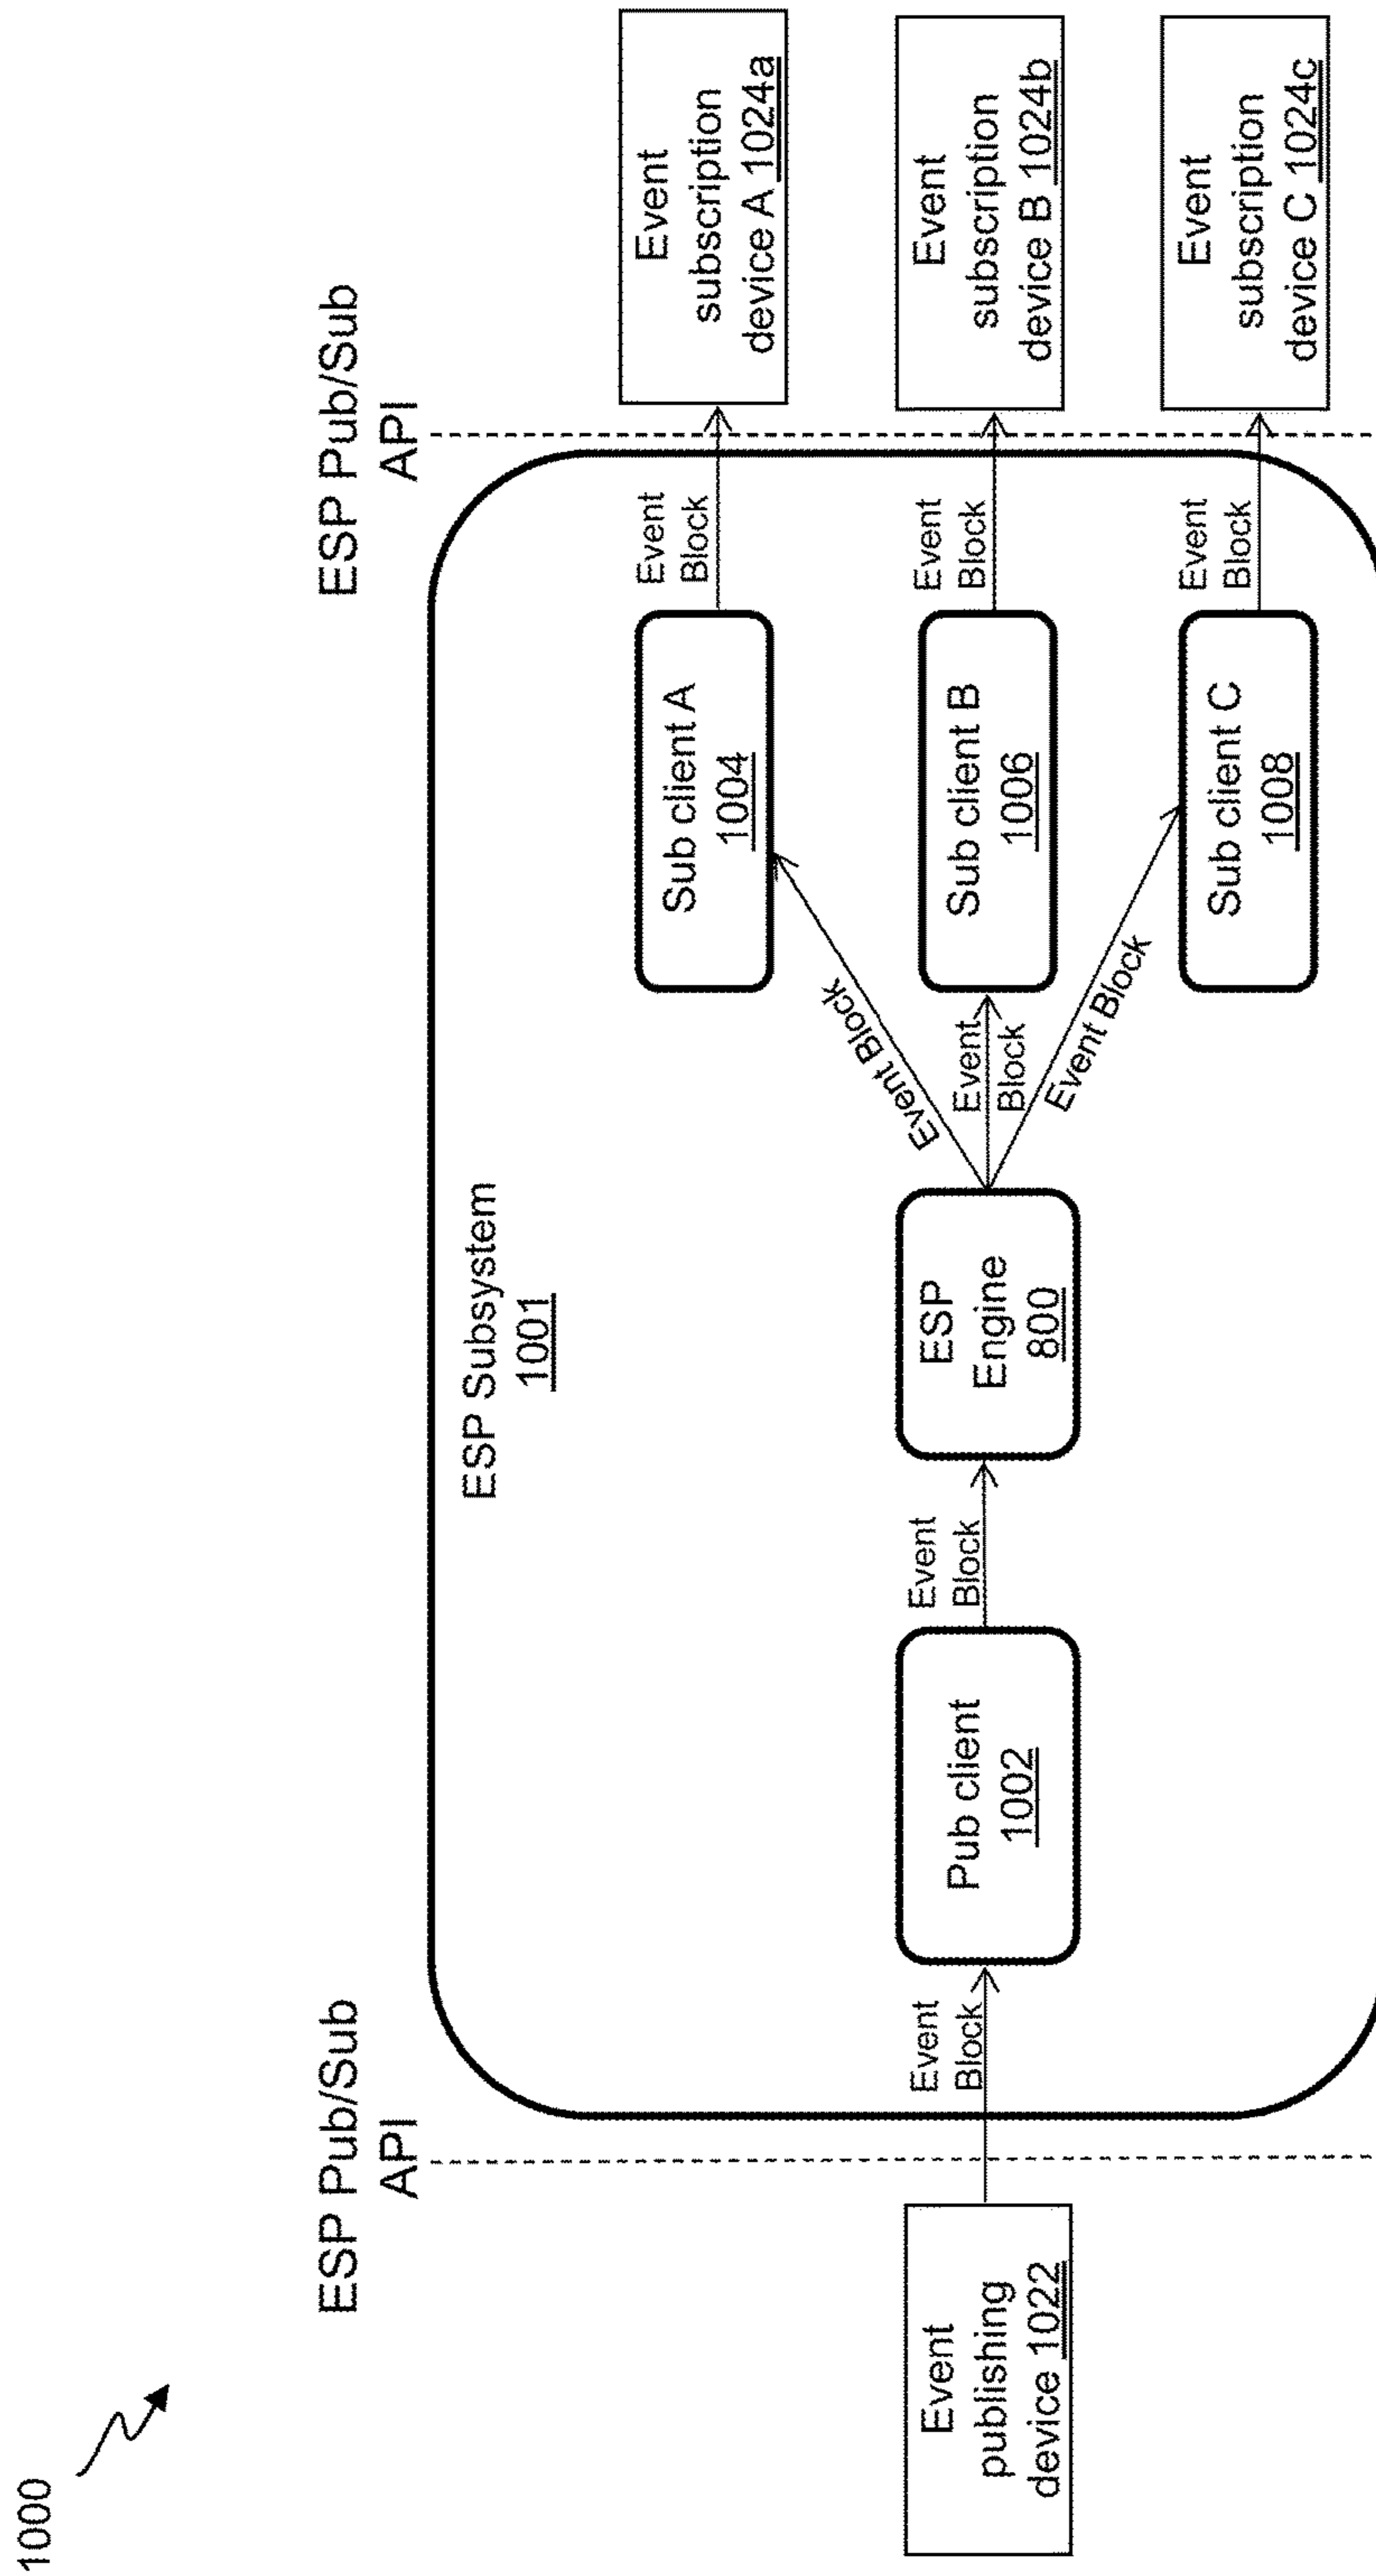 1000
ESP Pub/Sub
API
ESP Pub/Sub
API
ESP Subsystem
1001
Event
publishing
device 1022
Event
Block
Pub client
1002
Event
Block
ESP
Engine
800
Event Block
Event
Block
Event Block
Sub client A
1004
Sub client B
1006
Sub client C
1008
Event
Block
Event
Block
Event
Block
Event
subscription
device A 1024a
Event
subscription
device B 1024b
Event
subscription
device C 1024c